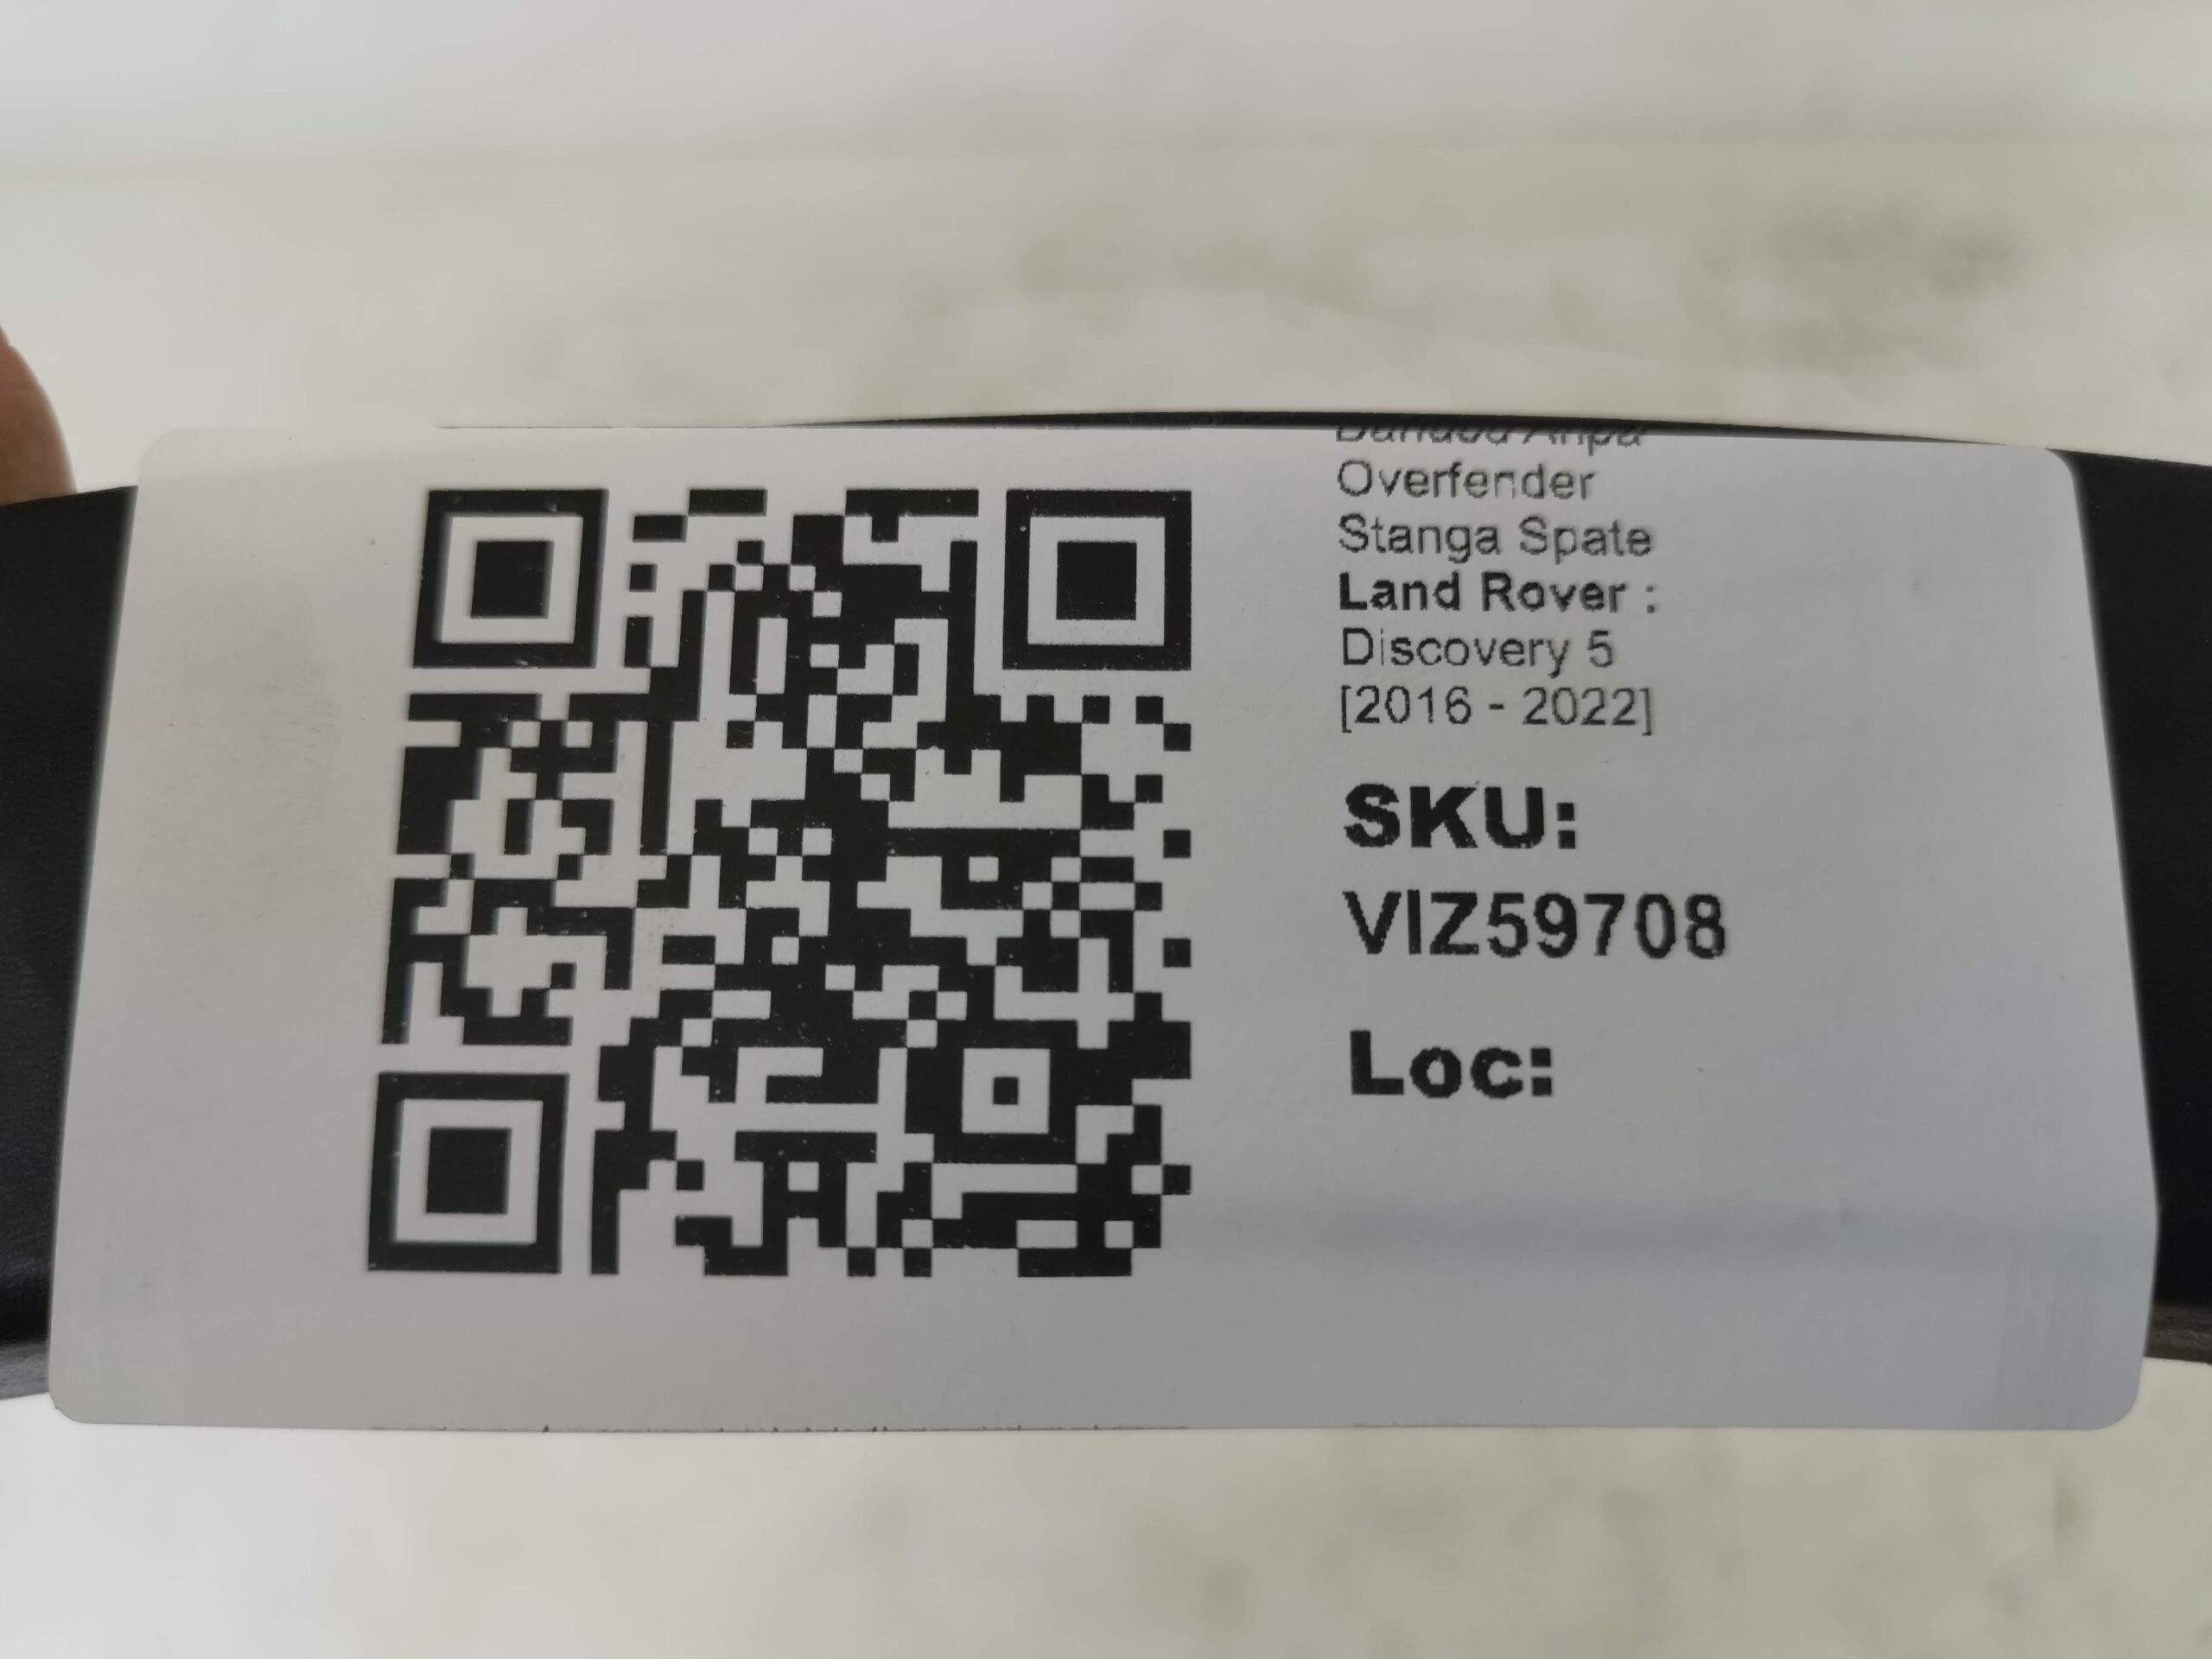 Overfender
Stanga Spate
Land Rover :
Discovery 5
[2016 - 2022]
SKU:
VIZ59708
Loc: